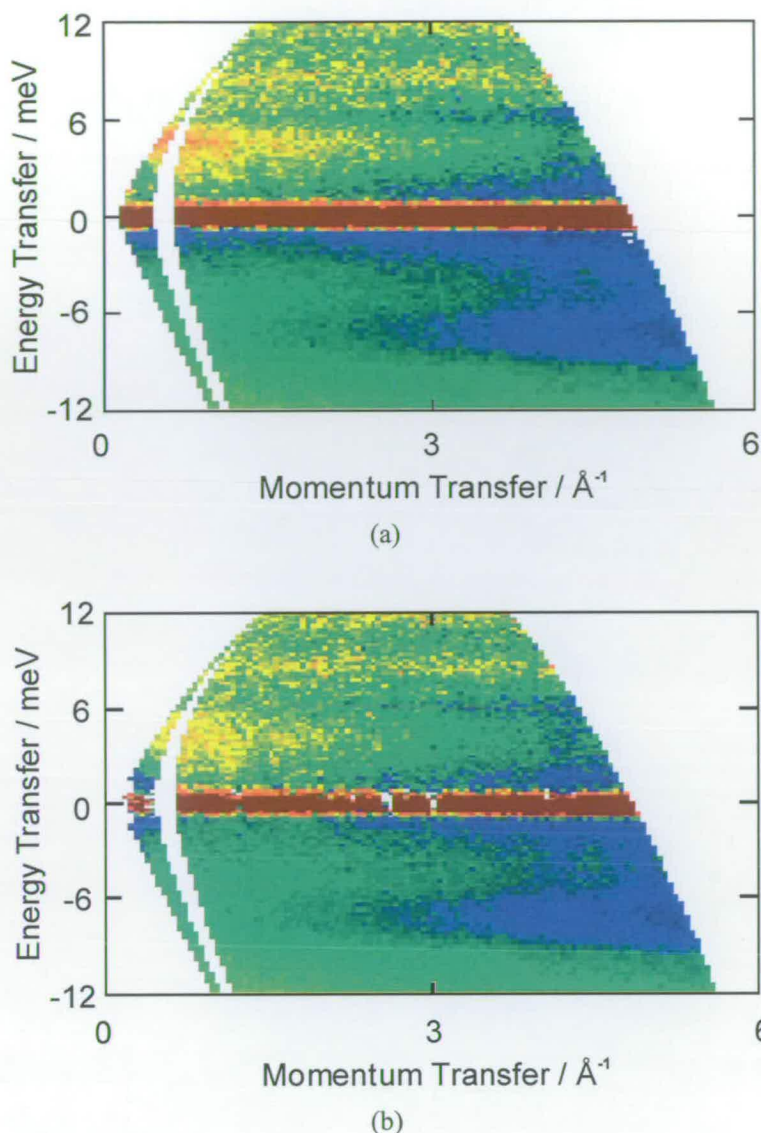 12
6
0
-6
-12
Energy Transfer / meV
0
3
6
Momentum Transfer / Å⁻¹
(a)
12
6
0
-6
-12
Energy Transfer / meV
0
3
6
Momentum Transfer / Å⁻¹
(b)